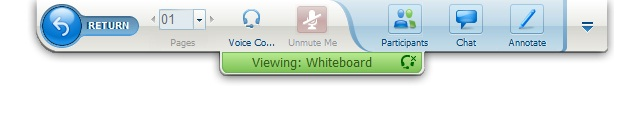 RETURN
01
Pages
Voice Co...
Unmute Me
Participants
Chat
Annotate
Viewing: Whiteboard